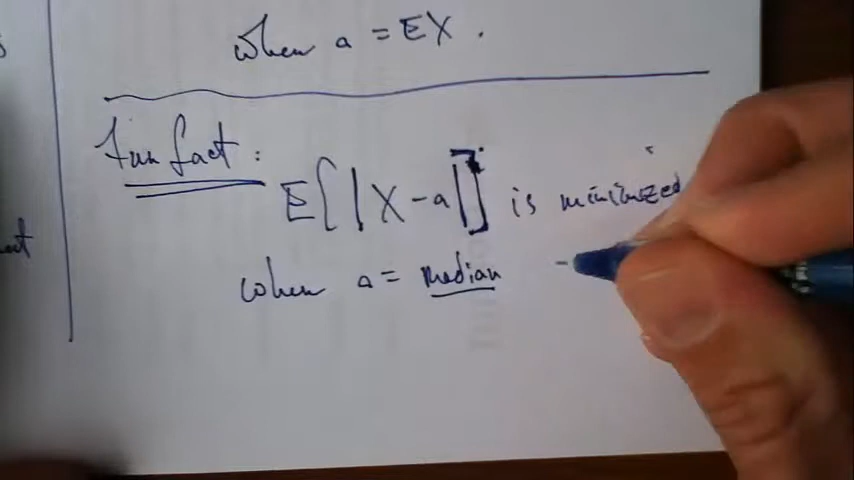 when a = EX .
fun fact :
E[|X-a|] is minimized
when a = median -